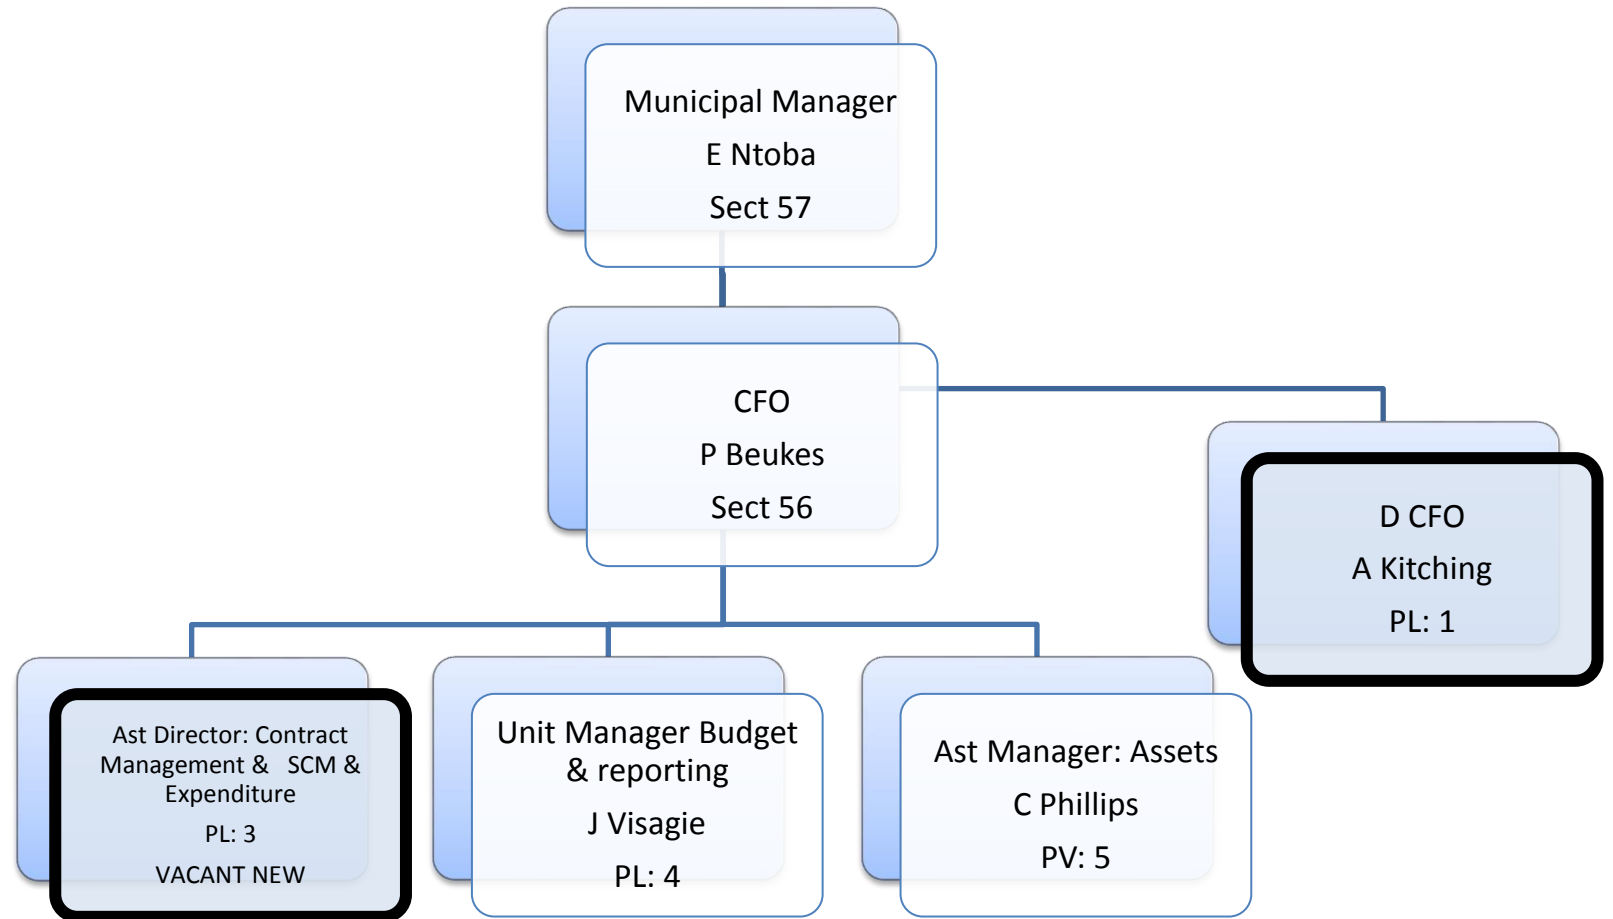 Municipal Manager
E Ntoba
Sect 57
CFO
P Beukes
Sect 56
D CFO
A Kitching
PL: 1
Ast Director: Contract
Management &   SCM &
Expenditure
PL: 3
VACANT NEW
Unit Manager Budget
& reporting
J Visagie
PL: 4
Ast Manager: Assets
C Phillips
PV: 5